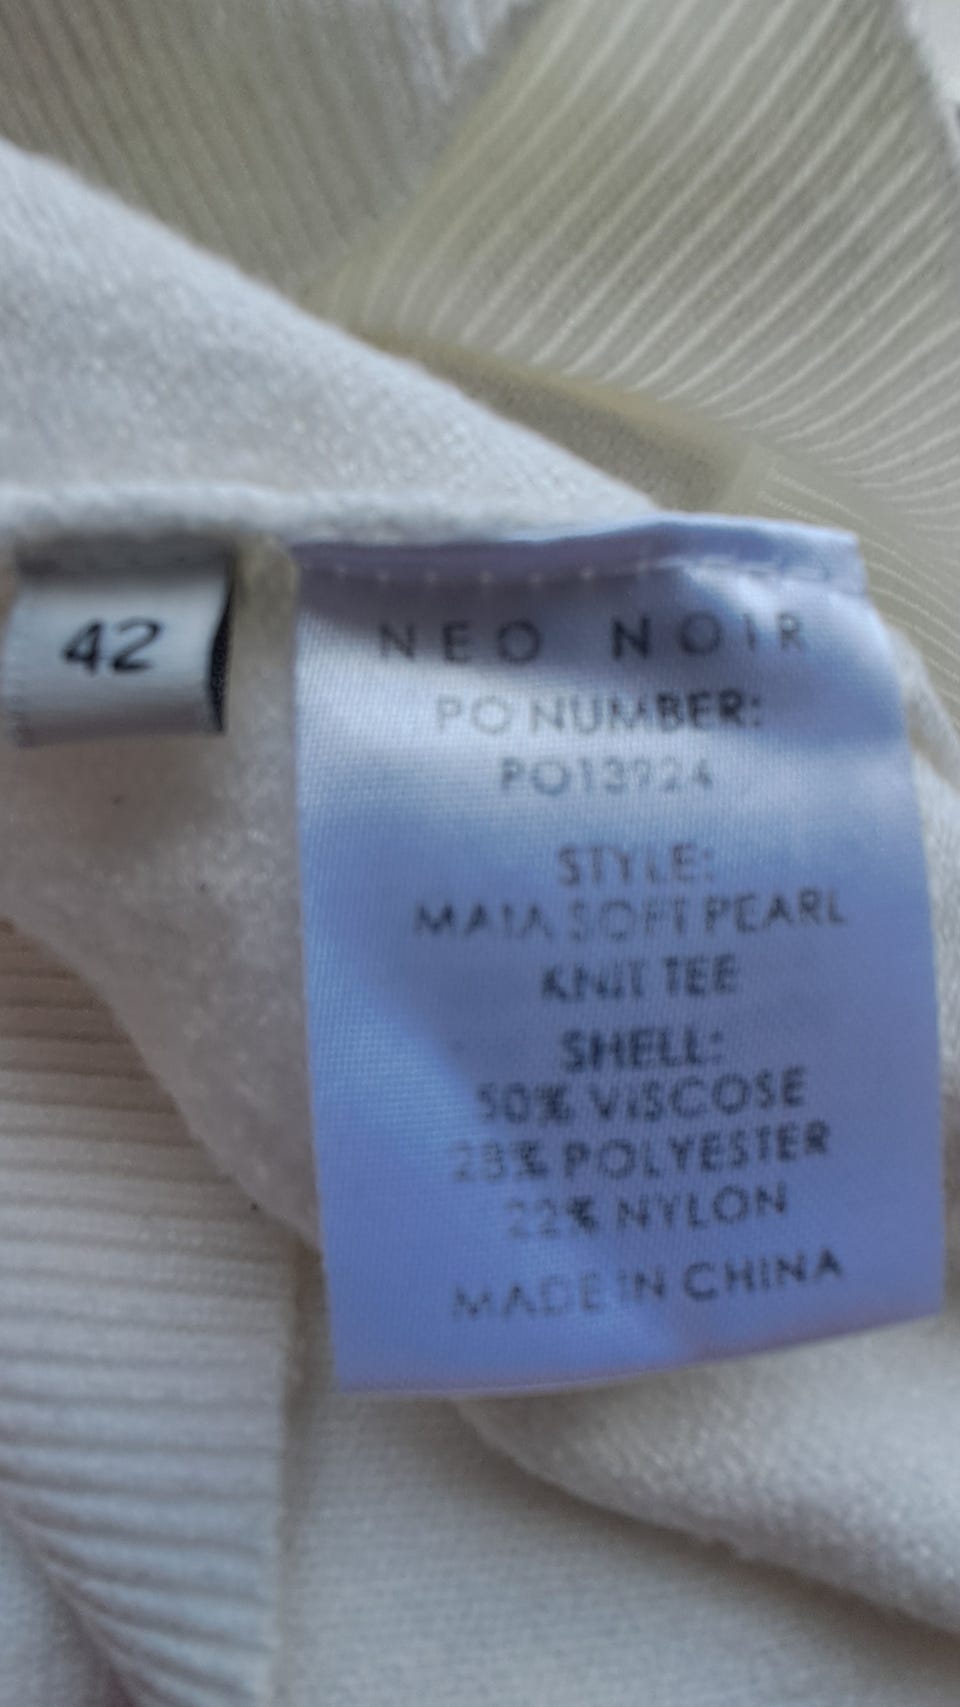 42
NEO NOIR
PO NUMBER:
PO13924
STYLE:
MAIA SOFT PEARL
KNIT TEE
SHELL:
50% VISCOSE
28% POLYESTER
22% NYLON
MADE IN CHINA